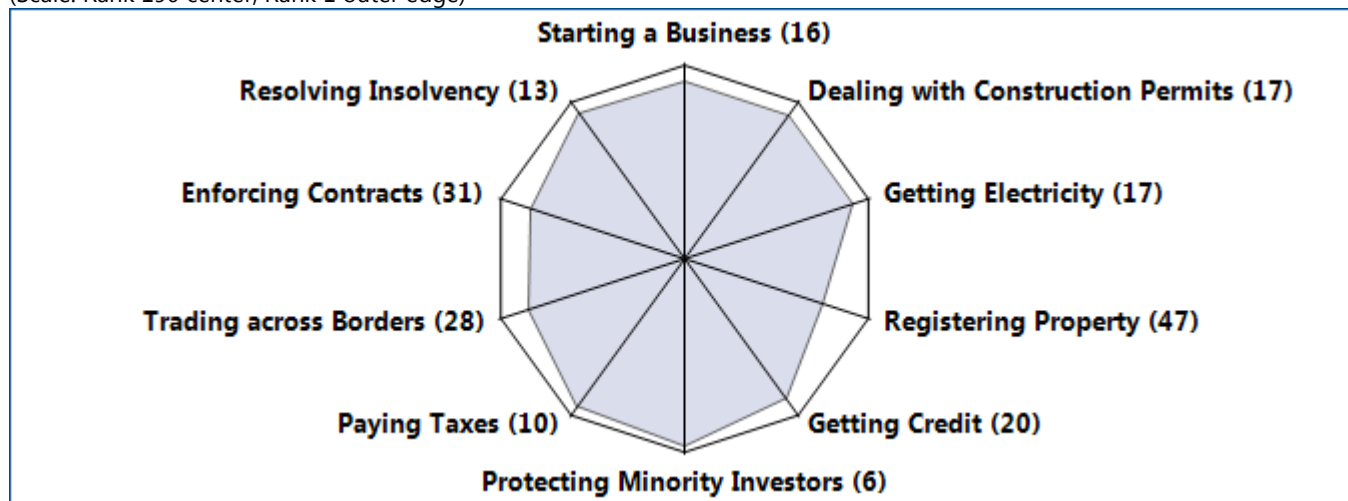 Starting a Business (16)
Resolving Insolvency (13)
Dealing with Construction Permits (17)
Enforcing Contracts (31)
Getting Electricity (17)
Trading across Borders (28)
Registering Property (47)
Paying Taxes (10)
Getting Credit (20)
Protecting Minority Investors (6)